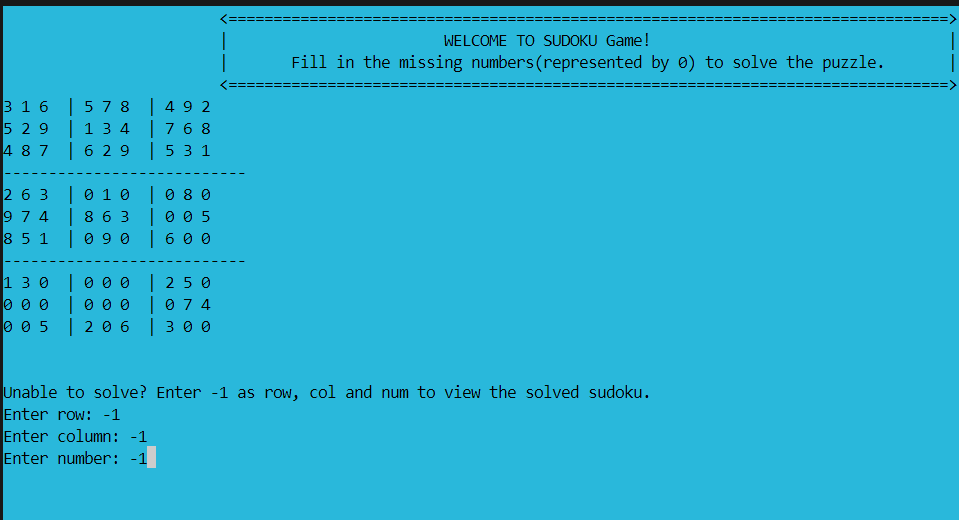 <================================================================================>
| WELCOME TO SUDOKU Game! |
| Fill in the missing numbers(represented by 0) to solve the puzzle. |
<================================================================================>
3 1 6 | 5 7 8 | 4 9 2
5 2 9 | 1 3 4 | 7 6 8
4 8 7 | 6 2 9 | 5 3 1
---------------------------
2 6 3 | 0 1 0 | 0 8 0
9 7 4 | 8 6 3 | 0 0 5
8 5 1 | 0 9 0 | 6 0 0
---------------------------
1 3 0 | 0 0 0 | 2 5 0
0 0 0 | 0 0 0 | 0 7 4
0 0 5 | 2 0 6 | 3 0 0
Unable to solve? Enter -1 as row, col and num to view the solved sudoku.
Enter row: -1
Enter column: -1
Enter number: -1